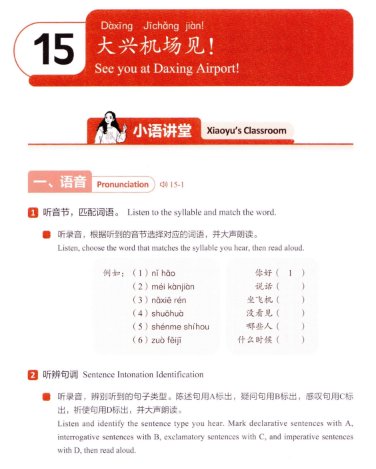 15
Dàxīng Jīchǎng jiàn!
大兴机场见!
See you at Daxing Airport!
小语讲堂 Xiaoyu's Classroom
一、语音 Pronunciation 15-1
1 听音节，匹配词语。 Listen to the syllable and match the word.
听录音，根据听到的音节选择对应的词语，并大声朗读。
Listen, choose the word that matches the syllable you hear, then read aloud.
例如：（1）nǐ hǎo 你好（ 1 ）
（2）méi kànjiàn 说话（ ）
（3）nǎxiē rén 坐飞机（ ）
（4）shuōhuà 没看见（ ）
（5）shénme shíhou 哪些人（ ）
（6）zuò fēijī 什么时候（ ）
2 听辨句调 Sentence Intonation Identification
听录音，辨别听到的句子类型。陈述句用A标出，疑问句用B标出，感叹句用C标
出，祈使句用D标出，并大声朗读。
Listen and identify the sentence type you hear. Mark declarative sentences with A,
interrogative sentences with B, exclamatory sentences with C, and imperative sentences
with D, then read aloud.